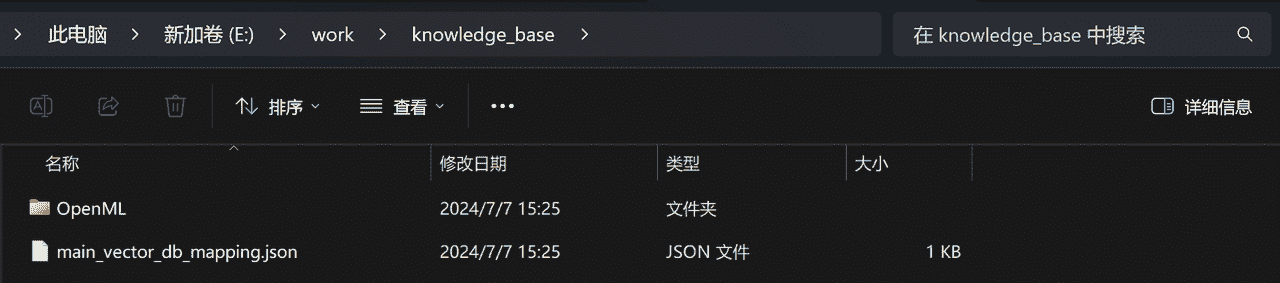 此电脑 新加卷 (E:) work knowledge_base 在 knowledge_base 中搜索
排序 查看 详细信息
名称 修改日期 类型 大小
OpenML 2024/7/7 15:25 文件夹
main_vector_db_mapping.json 2024/7/7 15:25 JSON 文件 1 KB